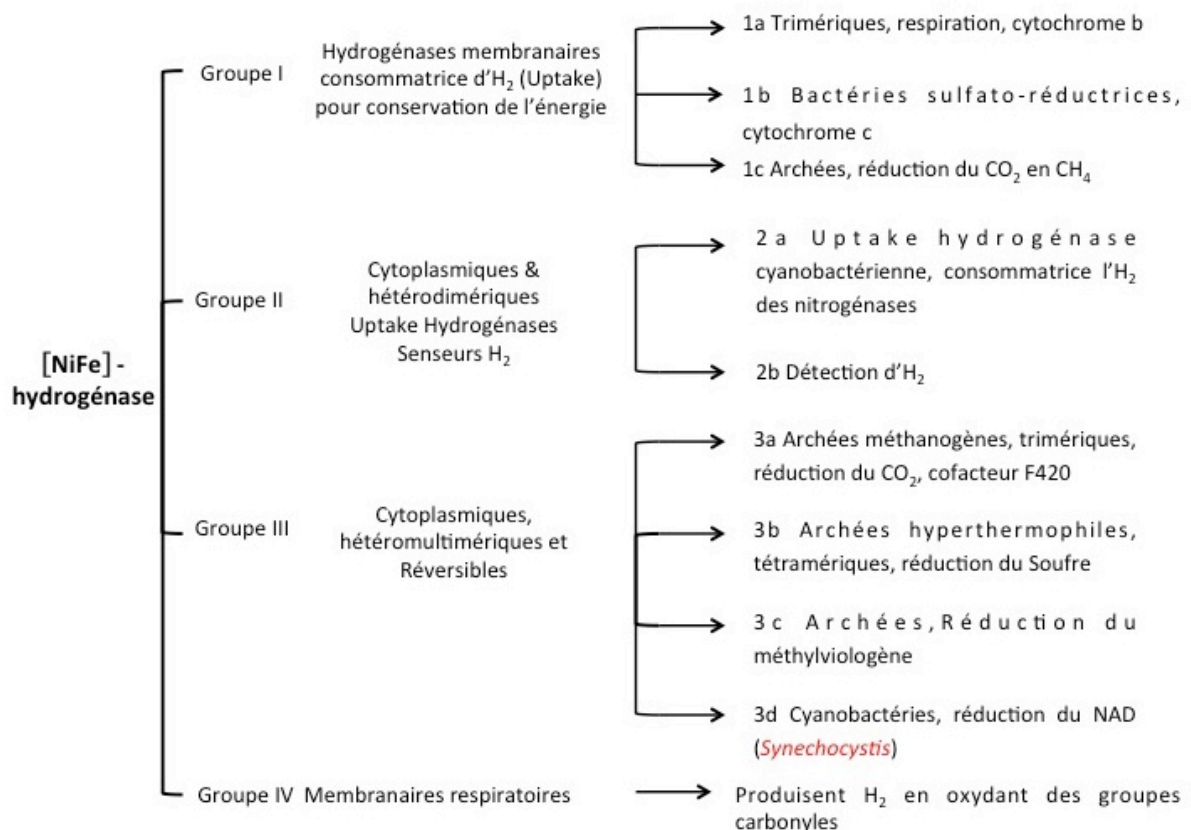 [NiFe] -
hydrogénase
Groupe I
Hydrogénases membranaires
consommatrice d'H₂ (Uptake)
pour conservation de l'énergie
1a Trimériques, respiration, cytochrome b
1b Bactéries sulfato-réductrices,
cytochrome c
1c Archées, réduction du CO₂ en CH₄
Groupe II
Cytoplasmiques &
hétérodimériques
Uptake Hydrogénases
Senseurs H₂
2a Uptake hydrogénase
cyanobactérienne, consommatrice l'H₂
des nitrogénases
2b Détection d'H₂
Groupe III
Cytoplasmiques,
hétéromultimériques et
Réversibles
3a Archées méthanogènes, trimériques,
réduction du CO₂, cofacteur F420
3b Archées hyperthermophiles,
tétramériques, réduction du Soufre
3c Archées, Réduction du
méthylviologène
3d Cyanobactéries, réduction du NAD
(Synechocystis)
Groupe IV Membranaires respiratoires
Produisent H₂ en oxydant des groupes
carbonyles